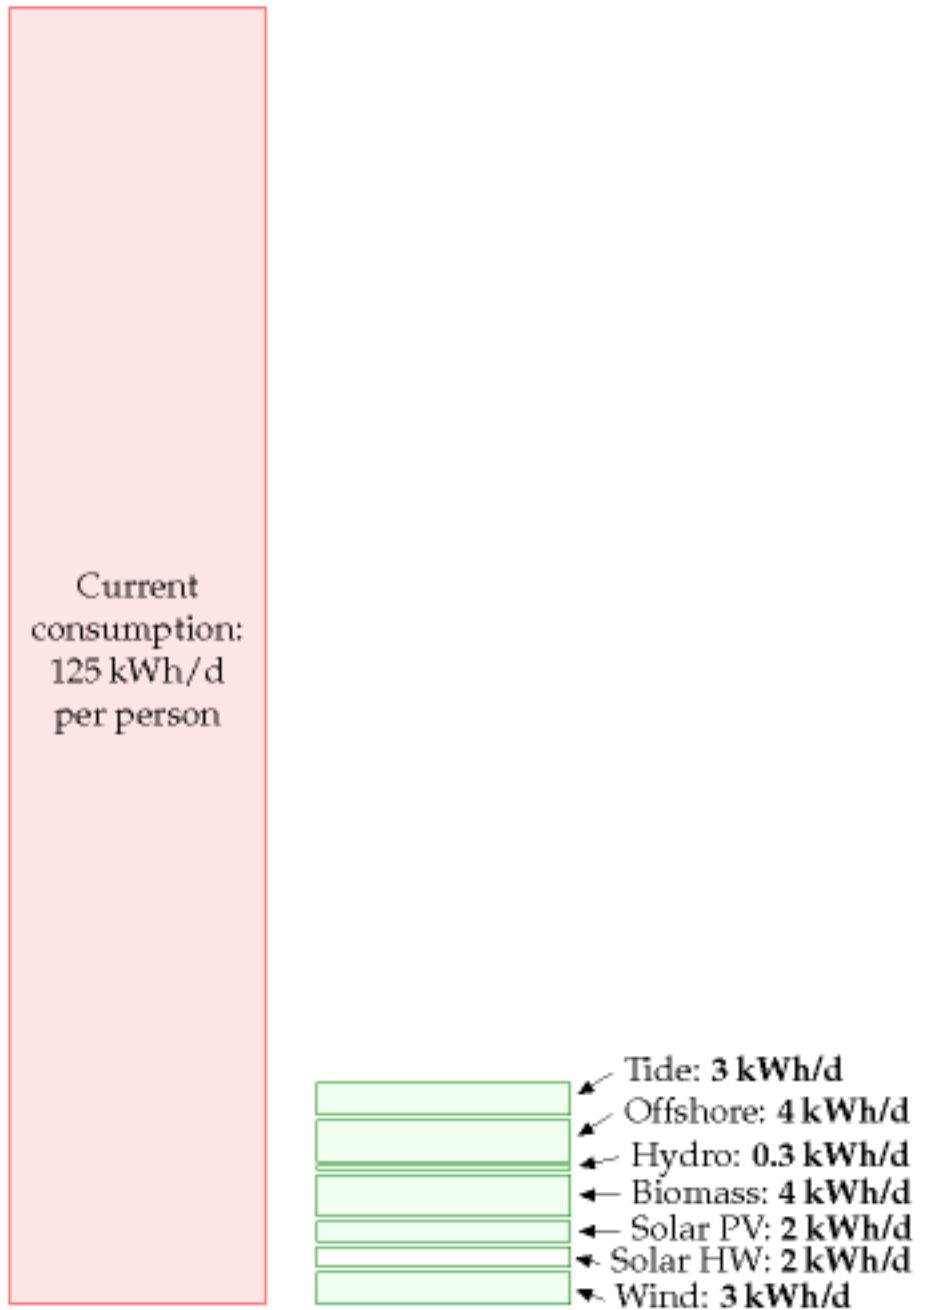 Current
consumption:
125 kWh/d
per person
Tide: 3 kWh/d
Offshore: 4 kWh/d
Hydro: 0.3 kWh/d
Biomass: 4 kWh/d
Solar PV: 2 kWh/d
Solar HW: 2 kWh/d
Wind: 3 kWh/d